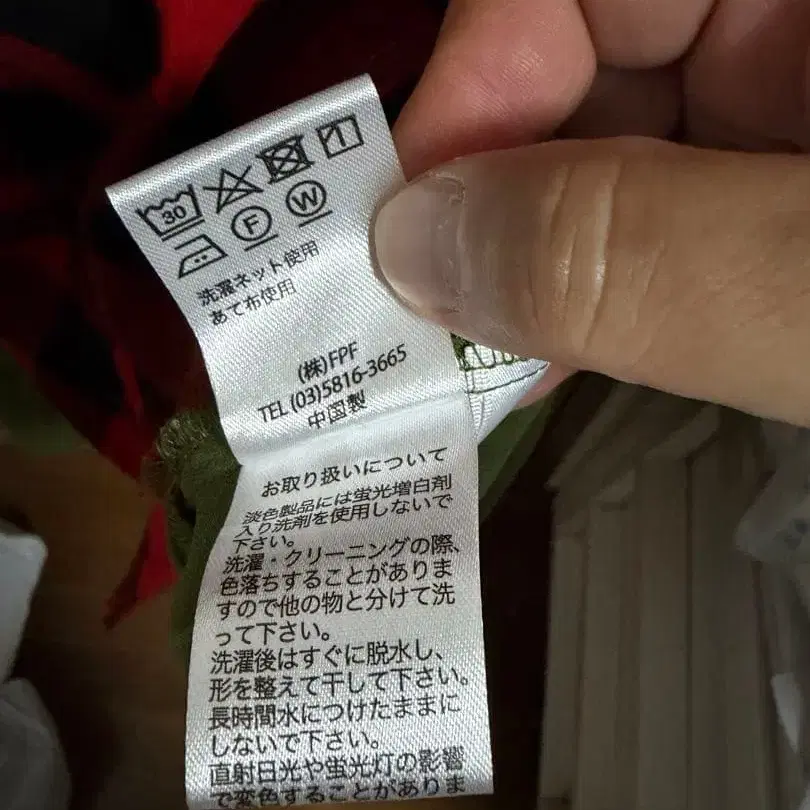 30
F W
洗濯ネット使用
あて布使用
(株)FPF
TEL (03)5816-3665
中国製
お取り扱いについて
淡色製品には蛍光増白剤
入り洗剤を使用しないで
下さい。
洗濯・クリーニングの際、
色落ちすることがありま
すので他の物と分けて洗
って下さい。
洗濯後はすぐに脱水し、
形を整えて干して下さい。
長時間水につけたままに
しないで下さい。
直射日光や蛍光灯の影響
で変色することがありま